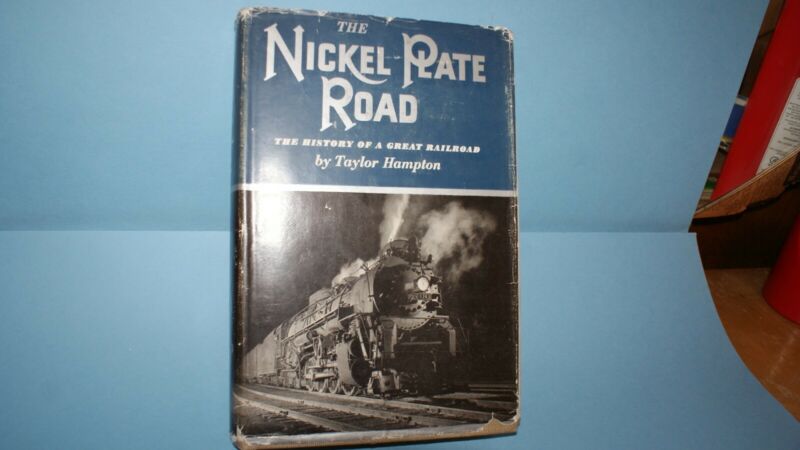 THE
NICKEL PLATE
ROAD
THE HISTORY OF A GREAT RAILROAD
by Taylor Hampton